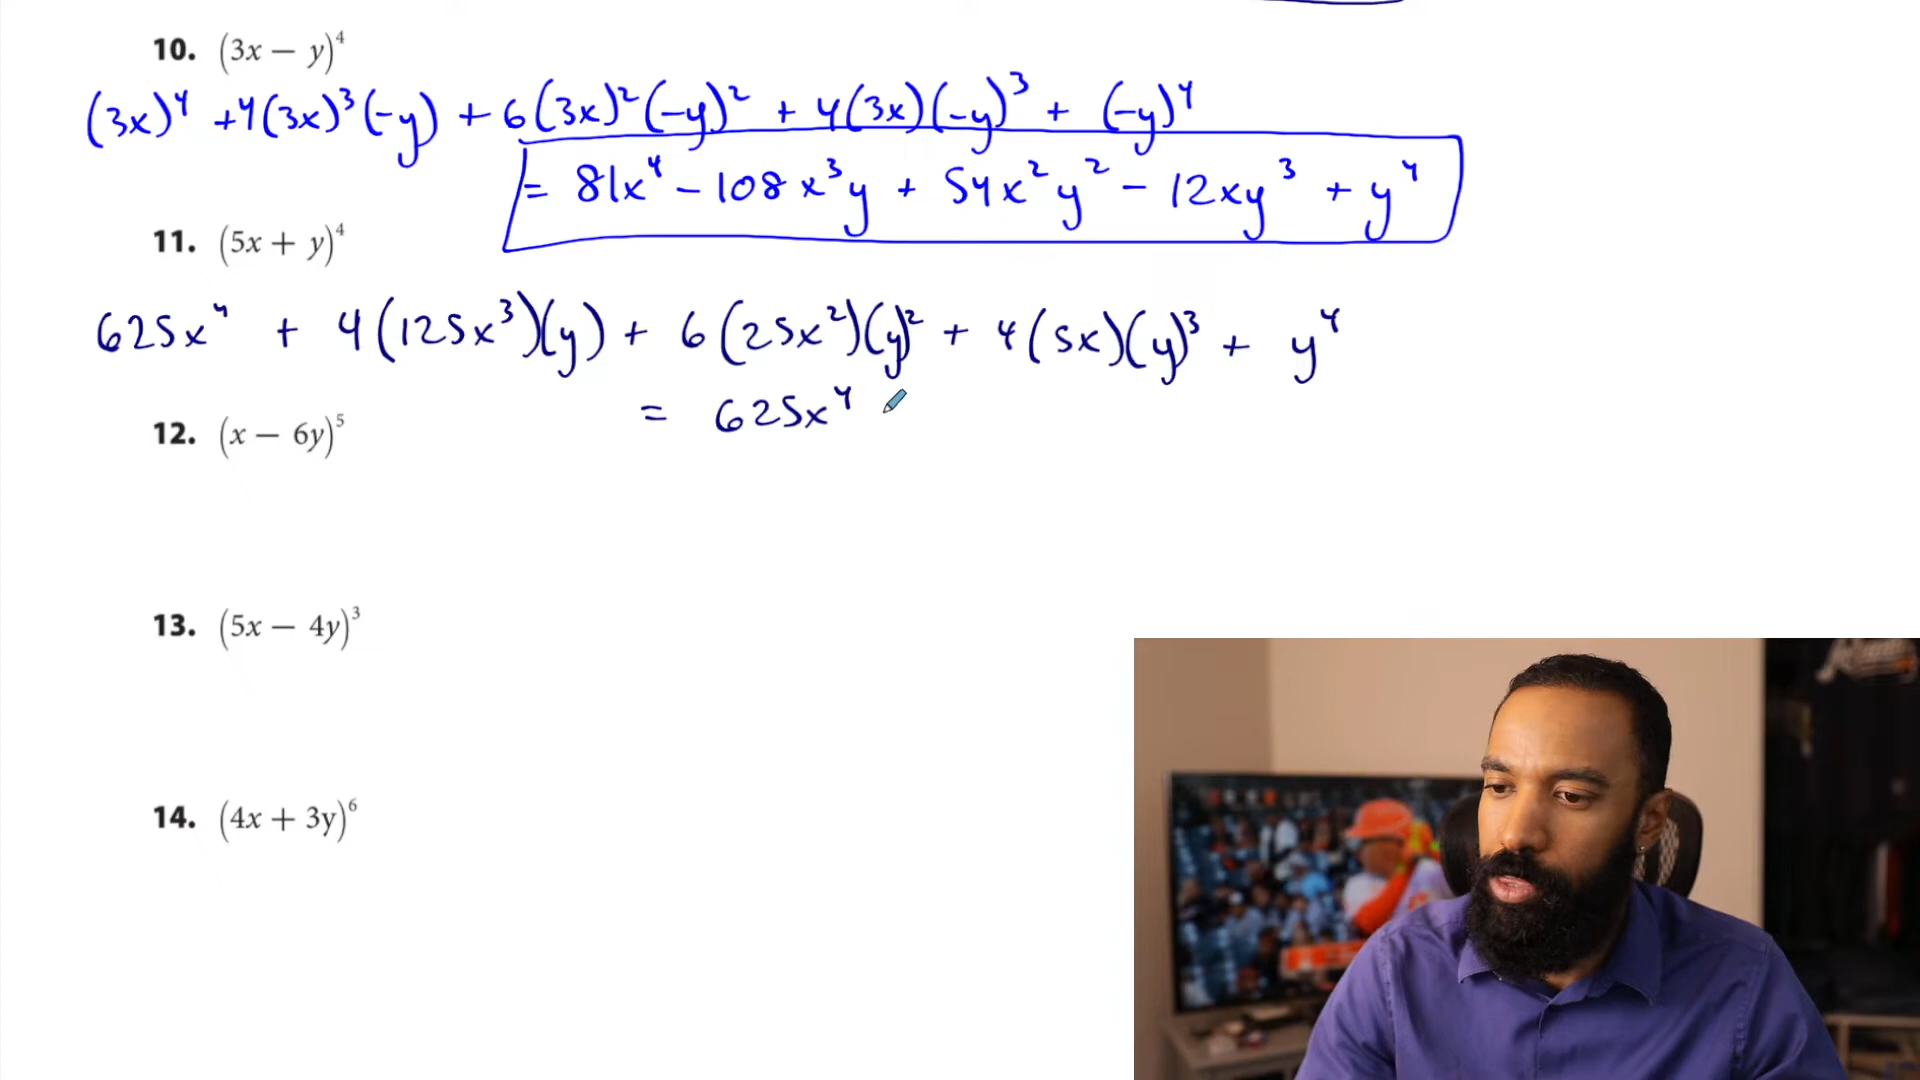 10. (3x − y)⁴
(3x)⁴ + 4(3x)³(-y) + 6(3x)²(-y)² + 4(3x)(-y)³ + (-y)⁴
= 81x⁴ - 108x³y + 54x²y² - 12xy³ + y⁴
11. (5x + y)⁴
625x⁴ + 4(125x³)(y) + 6(25x²)(y)² + 4(5x)(y)³ + y⁴
= 625x⁴
12. (x − 6y)⁵
13. (5x − 4y)³
14. (4x + 3y)⁶